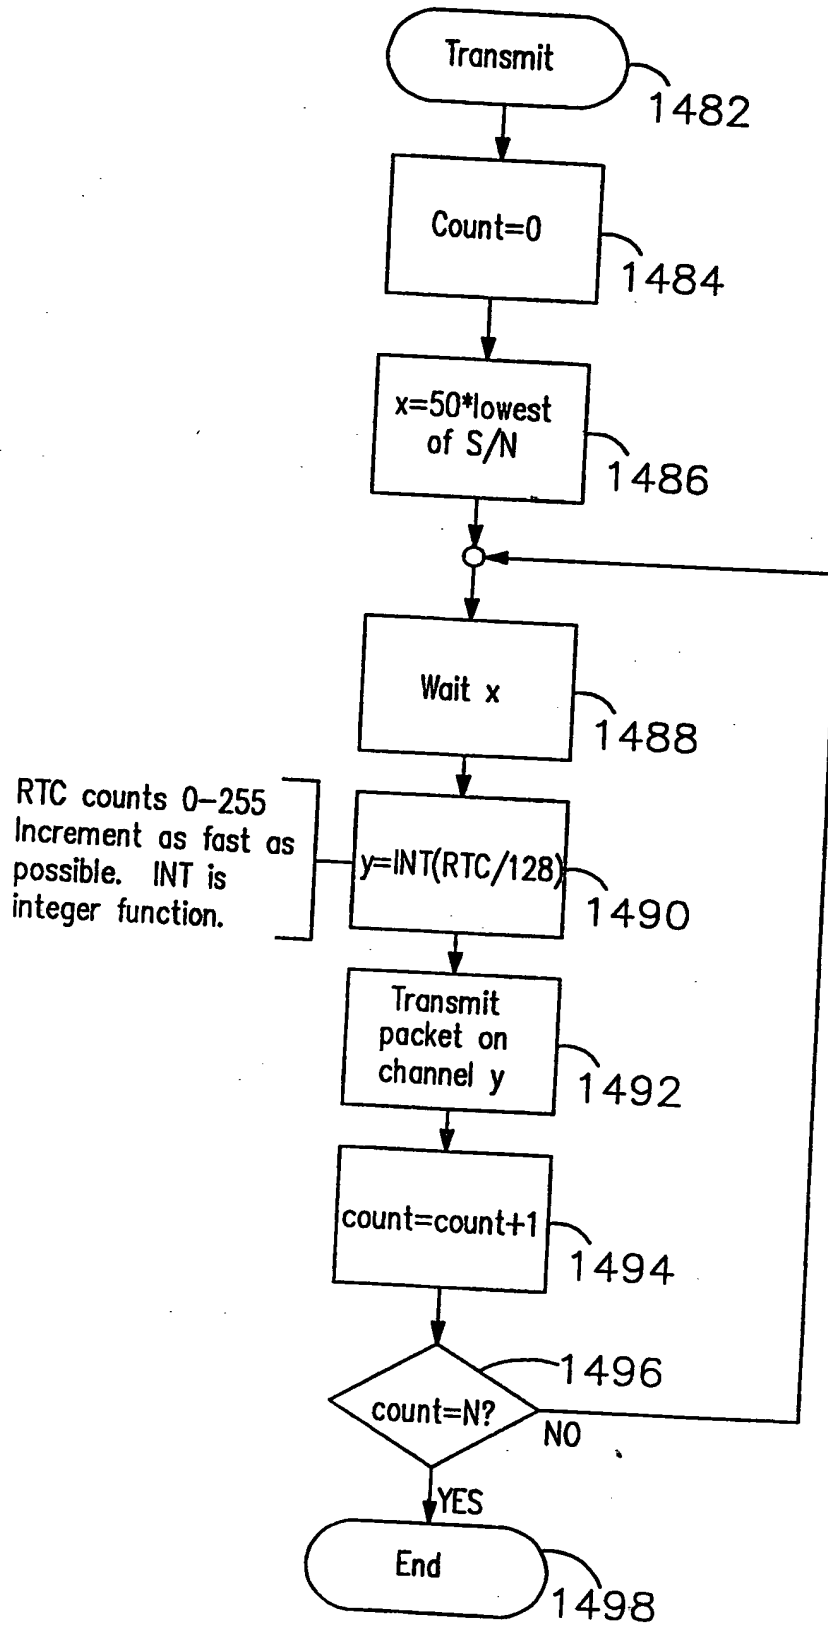 Transmit
1482
Count=0
1484
x=50*lowest
of S/N
1486
Wait x
1488
RTC counts 0-255
Increment as fast as
possible. INT is
integer function.
y=INT(RTC/128)
1490
Transmit
packet on
channel y
1492
count=count+1
1494
1496
count=N?
NO
YES
End
1498